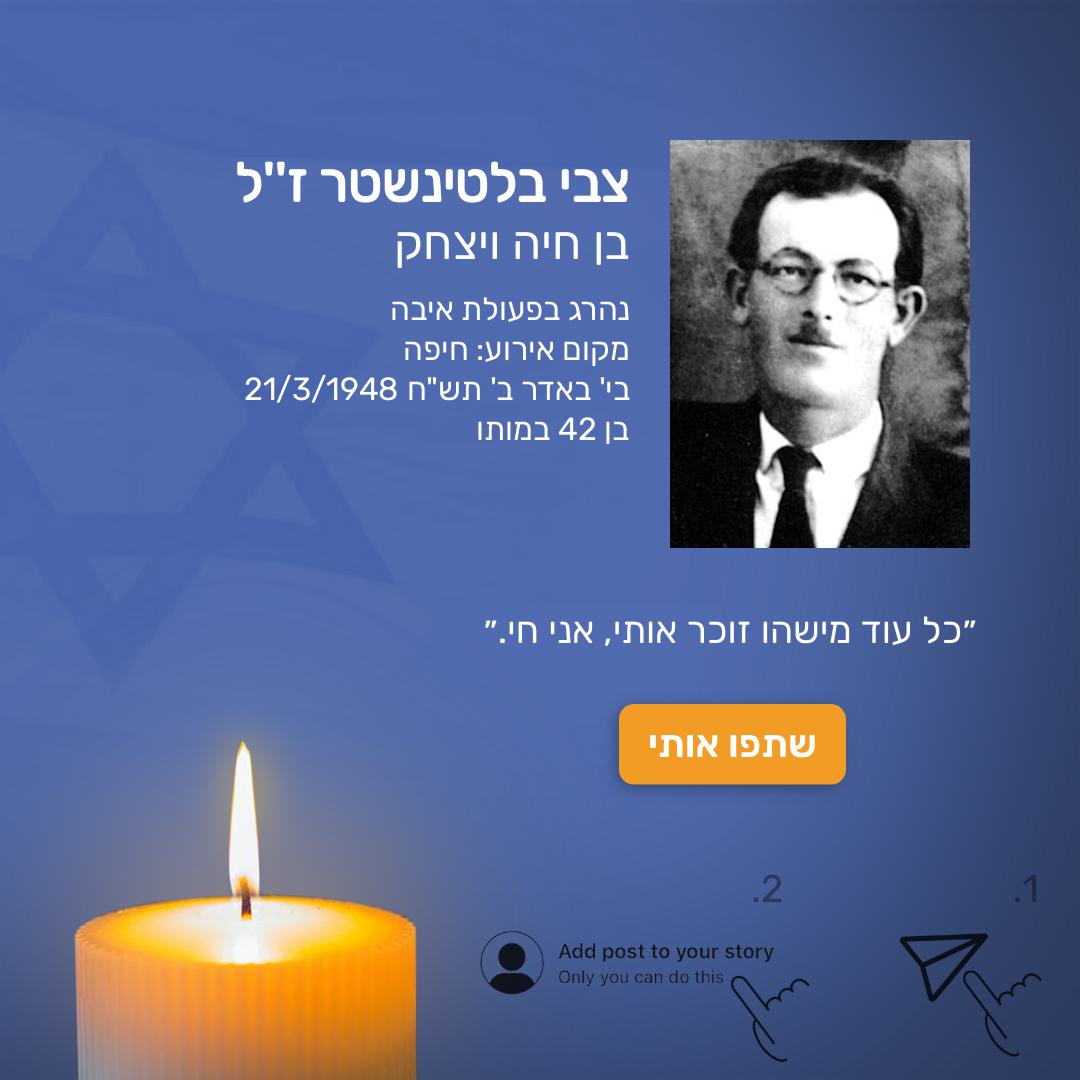 צבי בלטינשטר ז"ל
בן חיה ויצחק
נהרג בפעולת איבה
מקום אירוע: חיפה
בי' באדר ב' תש"ח 21/3/1948
בן 42 במותו
״כל עוד מישהו זוכר אותי, אני חי.״
שתפו אותי
1.
2.
Add post to your story
Only you can do this